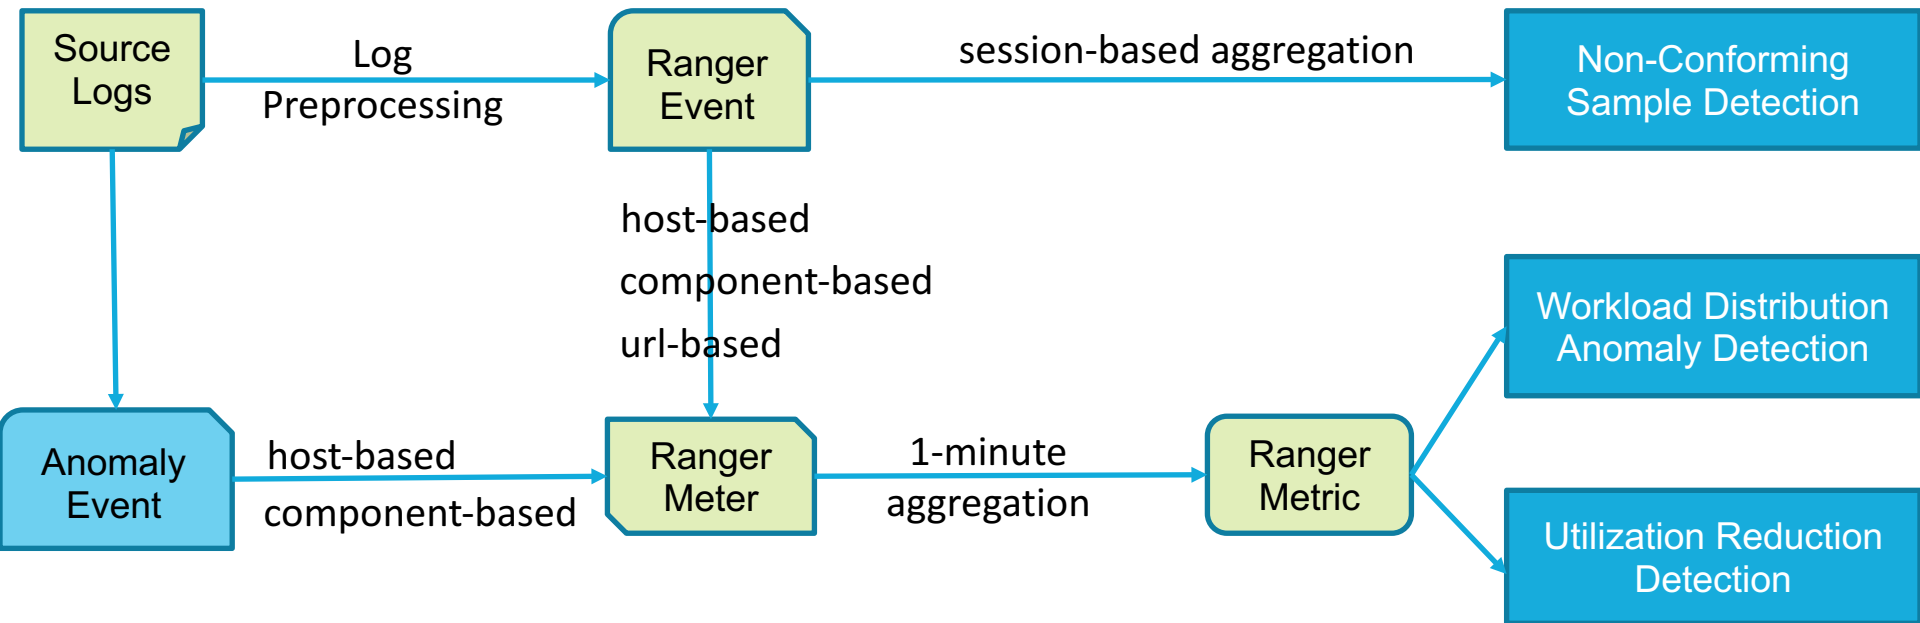 Source
Logs
Log
Preprocessing
Ranger
Event
session-based aggregation
Non-Conforming
Sample Detection
host-based
component-based
url-based
Workload Distribution
Anomaly Detection
Anomaly
Event
host-based
component-based
Ranger
Meter
1-minute
aggregation
Ranger
Metric
Utilization Reduction
Detection